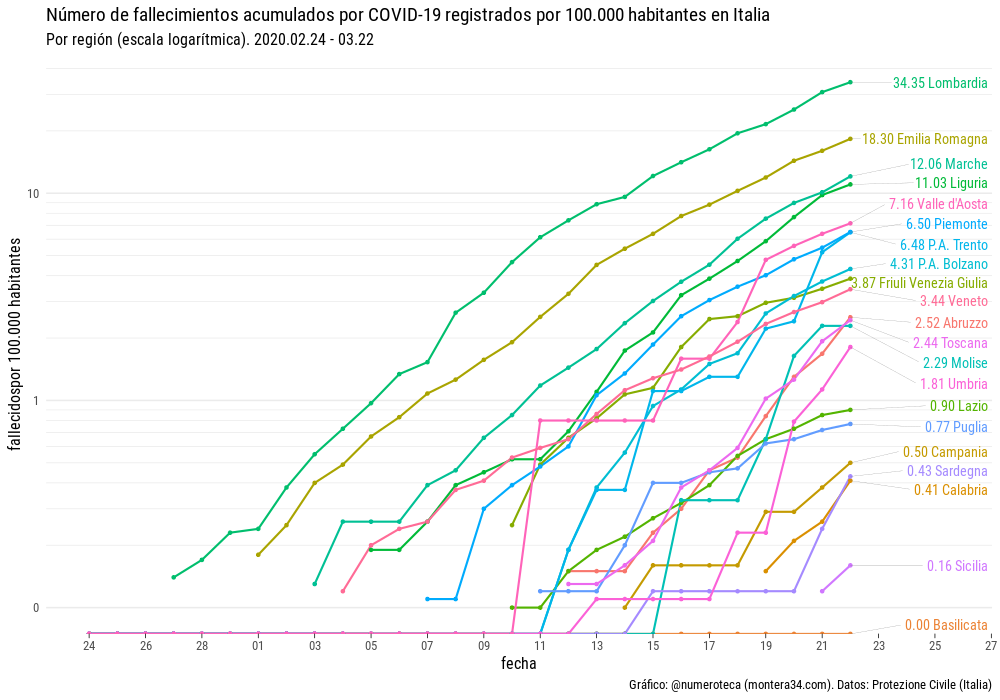 Número de fallecimientos acumulados por COVID-19 registrados por 100.000 habitantes en Italia
Por región (escala logarítmica). 2020.02.24 - 03.22
fallecidospor 100.000 habitantes
10
1
0
34.35 Lombardia
18.30 Emilia Romagna
12.06 Marche
11.03 Liguria
7.16 Valle d'Aosta
6.50 Piemonte
6.48 P.A. Trento
4.31 P.A. Bolzano
3.87 Friuli Venezia Giulia
3.44 Veneto
2.52 Abruzzo
2.44 Toscana
2.29 Molise
1.81 Umbria
0.90 Lazio
0.77 Puglia
0.50 Campania
0.43 Sardegna
0.41 Calabria
0.16 Sicilia
0.00 Basilicata
24 26 28 01 03 05 07 09 11 13 15 17 19 21 23 25 27
fecha
Gráfico: @numeroteca (montera34.com). Datos: Protezione Civile (Italia)